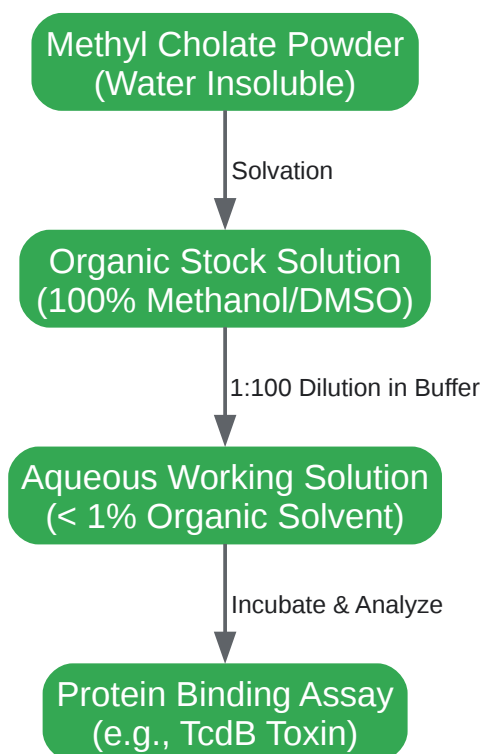 Methyl Cholate Powder
(Water Insoluble)
Solvation
Organic Stock Solution
(100% Methanol/DMSO)
1:100 Dilution in Buffer
Aqueous Working Solution
(< 1% Organic Solvent)
Incubate & Analyze
Protein Binding Assay
(e.g., TcdB Toxin)